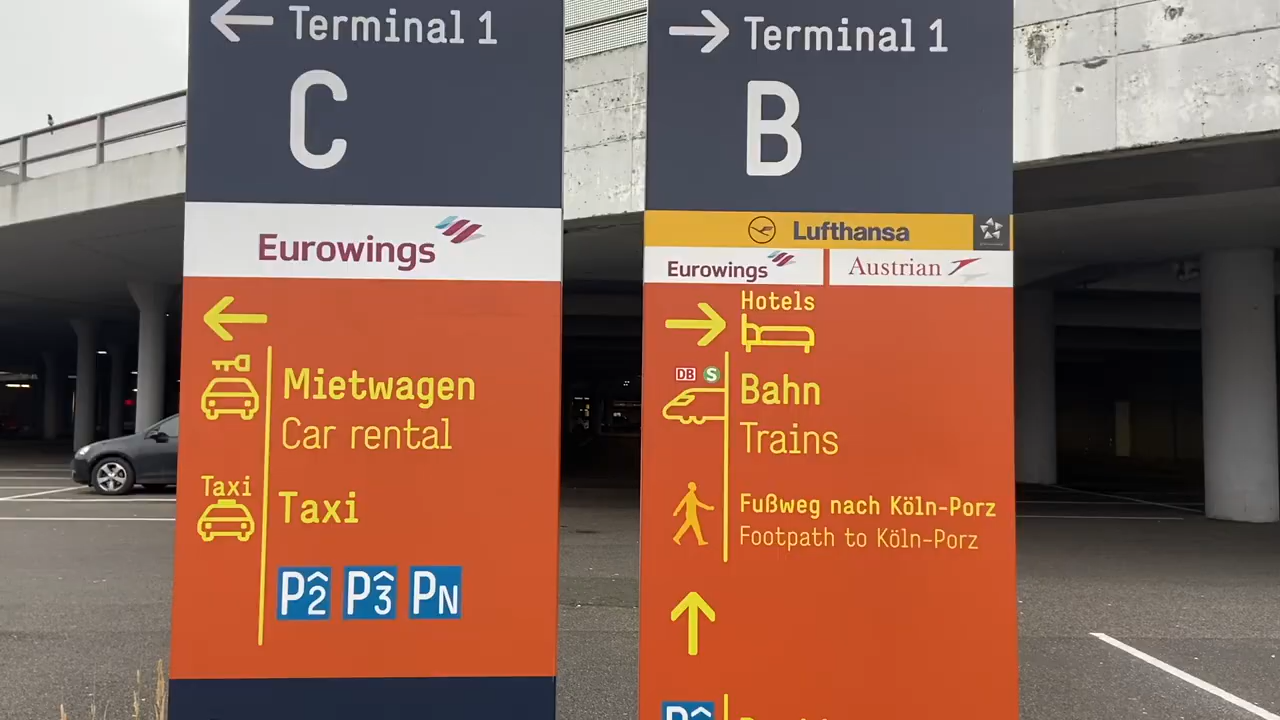 Terminal 1
C
Eurowings
Mietwagen
Car rental
Taxi
Taxi
P2 P3 PN
Terminal 1
B
Lufthansa
Eurowings
Austrian
Hotels
DB S
Bahn
Trains
Fußweg nach Köln-Porz
Footpath to Köln-Porz